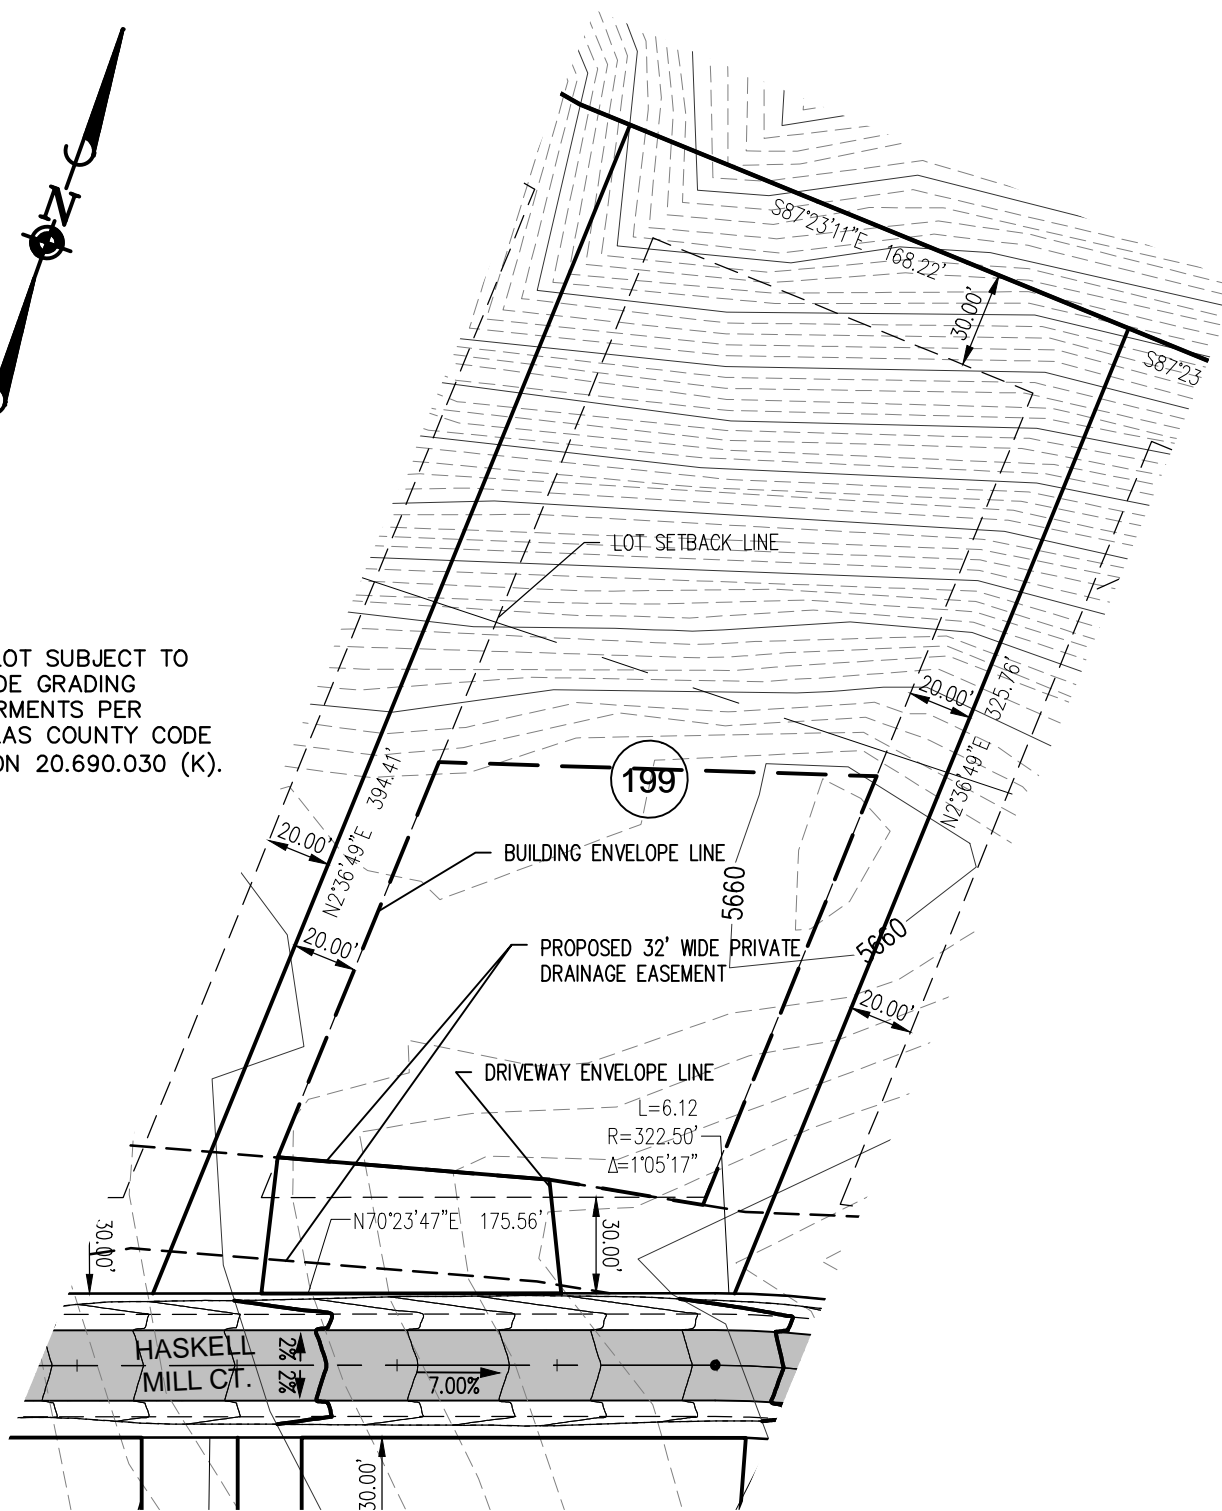 N
S87°23'11"E 168.22'
30.00'
S87°23
LOT SETBACK LINE
LOT SUBJECT TO
DE GRADING
RMENTS PER
LAS COUNTY CODE
ON 20.690.030 (K).
20.00'
N2°36'49"E 325.76'
199
N2°36'49"E 394.41'
20.00'
BUILDING ENVELOPE LINE
5660
5660
20.00'
PROPOSED 32' WIDE PRIVATE
DRAINAGE EASEMENT
20.00'
DRIVEWAY ENVELOPE LINE
L=6.12
R=322.50'
Δ=1°05'17"
30.00'
N70°23'47"E 175.56'
30.00'
HASKELL
MILL CT.
2%
2%
7.00%
30.00'